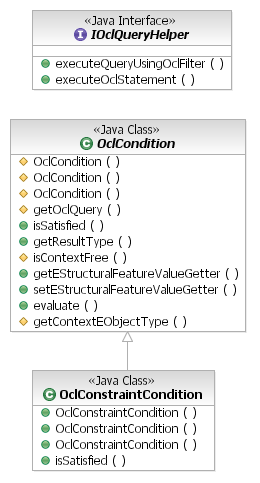 «Java Interface»
IOclQueryHelper
executeQueryUsingOclFilter ( )
executeOclStatement ( )
«Java Class»
OclCondition
OclCondition ( )
OclCondition ( )
OclCondition ( )
getOclQuery ( )
isSatisfied ( )
getResultType ( )
isContextFree ( )
getEStructuralFeatureValueGetter ( )
setEStructuralFeatureValueGetter ( )
evaluate ( )
getContextEObjectType ( )
«Java Class»
OclConstraintCondition
OclConstraintCondition ( )
OclConstraintCondition ( )
OclConstraintCondition ( )
isSatisfied ( )